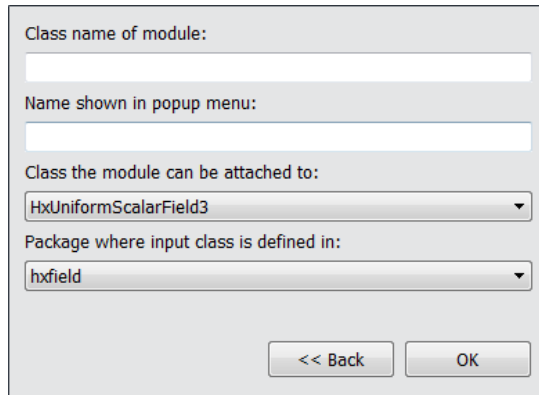 Class name of module:
Name shown in popup menu:
Class the module can be attached to:
HxUniformScalarField3
Package where input class is defined in:
hxfield
<< Back
OK